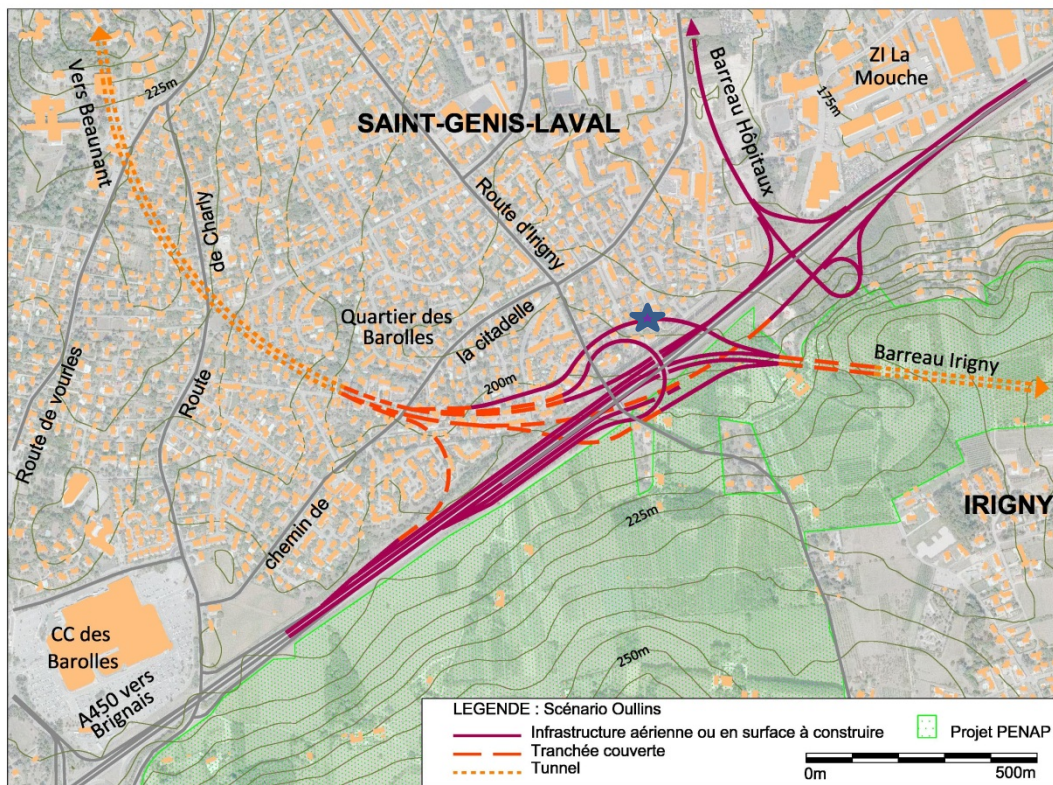 Vers Beaunant
225m
SAINT-GENIS-LAVAL
Barreau Hôpitaux
ZI La
Mouche
175m
Route de vourles
Route
de Charly
Route d'Irigny
Quartier des
Barolles
chemin de
la citadelle
200m
Barreau Irigny
IRIGNY
225m
250m
CC des
Barolles
A450 vers
Brignais
LEGENDE : Scénario Oullins
Infrastructure aérienne ou en surface à construire
Tranchée couverte
Tunnel
Projet PENAP
0m
500m